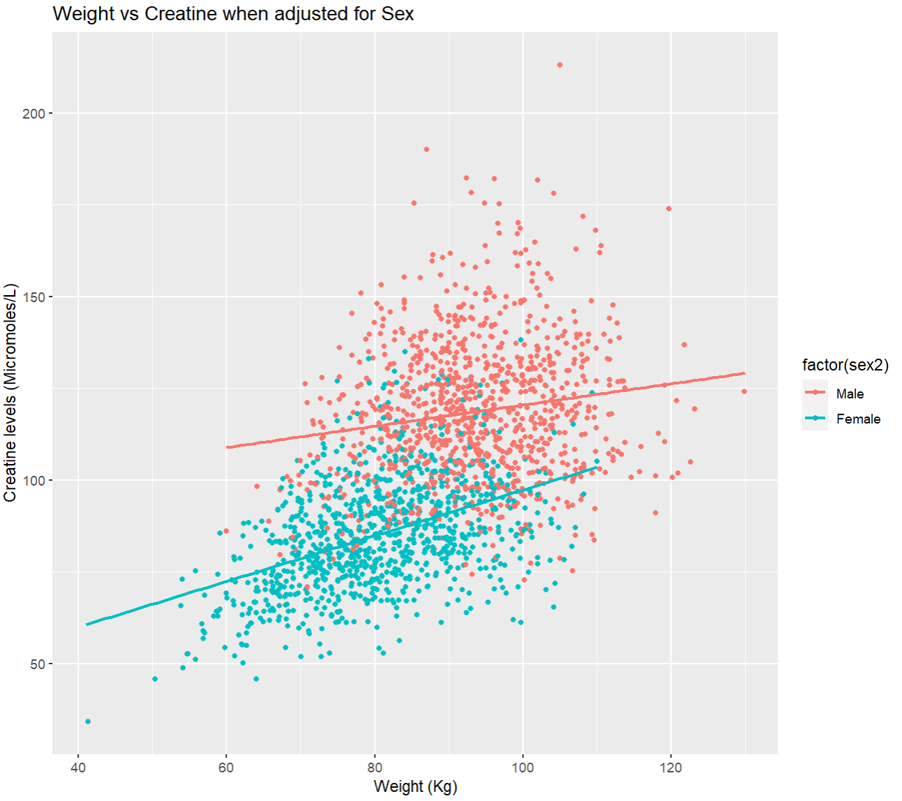 Weight vs Creatine when adjusted for Sex
Creatine levels (Micromoles/L)
200
150
100
50
40 60 80 100 120
Weight (Kg)
factor(sex2)
Male
Female